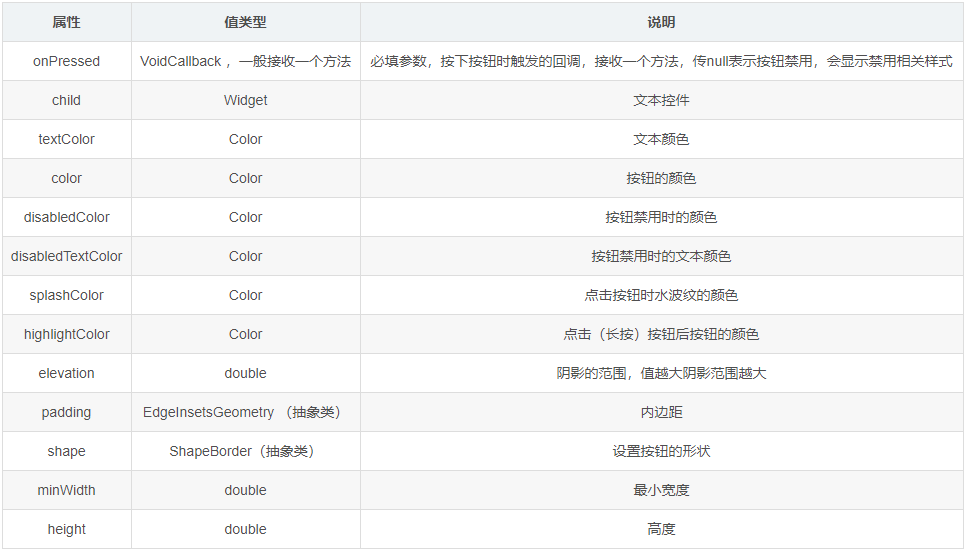 属性 值类型 说明
onPressed VoidCallback ，一般接收一个方法 必填参数，按下按钮时触发的回调，接收一个方法，传null表示按钮禁用，会显示禁用相关样式
child Widget 文本控件
textColor Color 文本颜色
color Color 按钮的颜色
disabledColor Color 按钮禁用时的颜色
disabledTextColor Color 按钮禁用时的文本颜色
splashColor Color 点击按钮时水波纹的颜色
highlightColor Color 点击（长按）按钮后按钮的颜色
elevation double 阴影的范围，值越大阴影范围越大
padding EdgeInsetsGeometry （抽象类） 内边距
shape ShapeBorder（抽象类） 设置按钮的形状
minWidth double 最小宽度
height double 高度